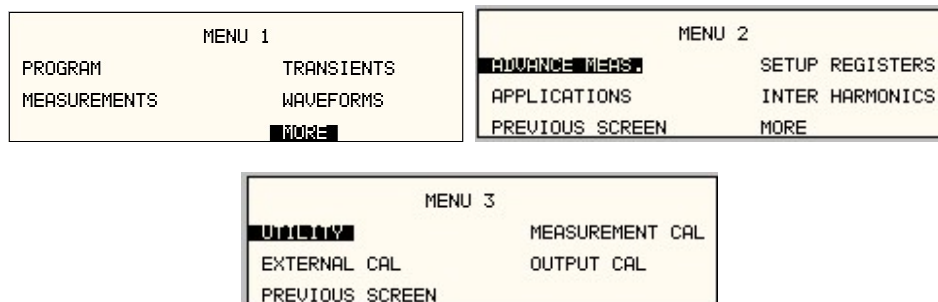 MENU 1
PROGRAM TRANSIENTS
MEASUREMENTS WAVEFORMS
MORE
MENU 2
ADVANCE MEAS. SETUP REGISTERS
APPLICATIONS INTER HARMONICS
PREVIOUS SCREEN MORE
MENU 3
UTILITY MEASUREMENT CAL
EXTERNAL CAL OUTPUT CAL
PREVIOUS SCREEN